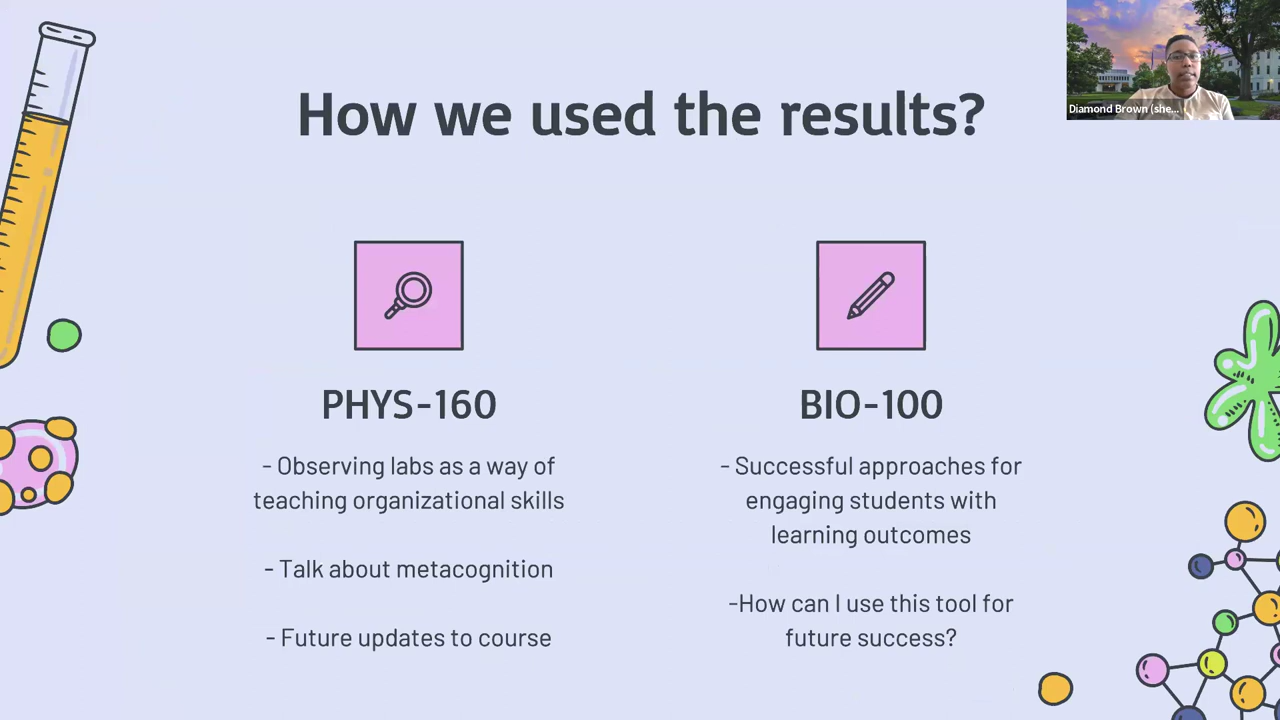 Diamond Brown (she...
How we used the results?
PHYS-160
- Observing labs as a way of
teaching organizational skills
- Talk about metacognition
- Future updates to course
BIO-100
- Successful approaches for
engaging students with
learning outcomes
-How can I use this tool for
future success?